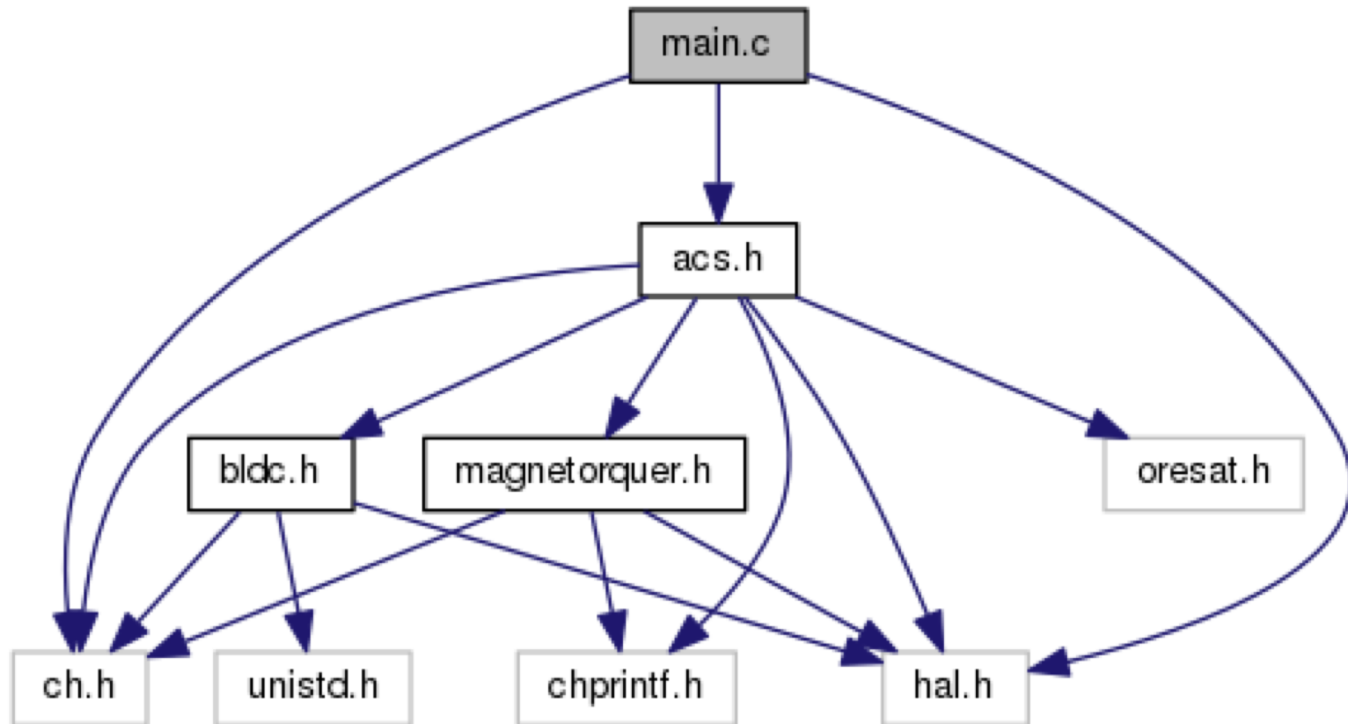 main.c
acs.h
bldc.h
magnetorquer.h
oresat.h
ch.h
unistd.h
chprintf.h
hal.h